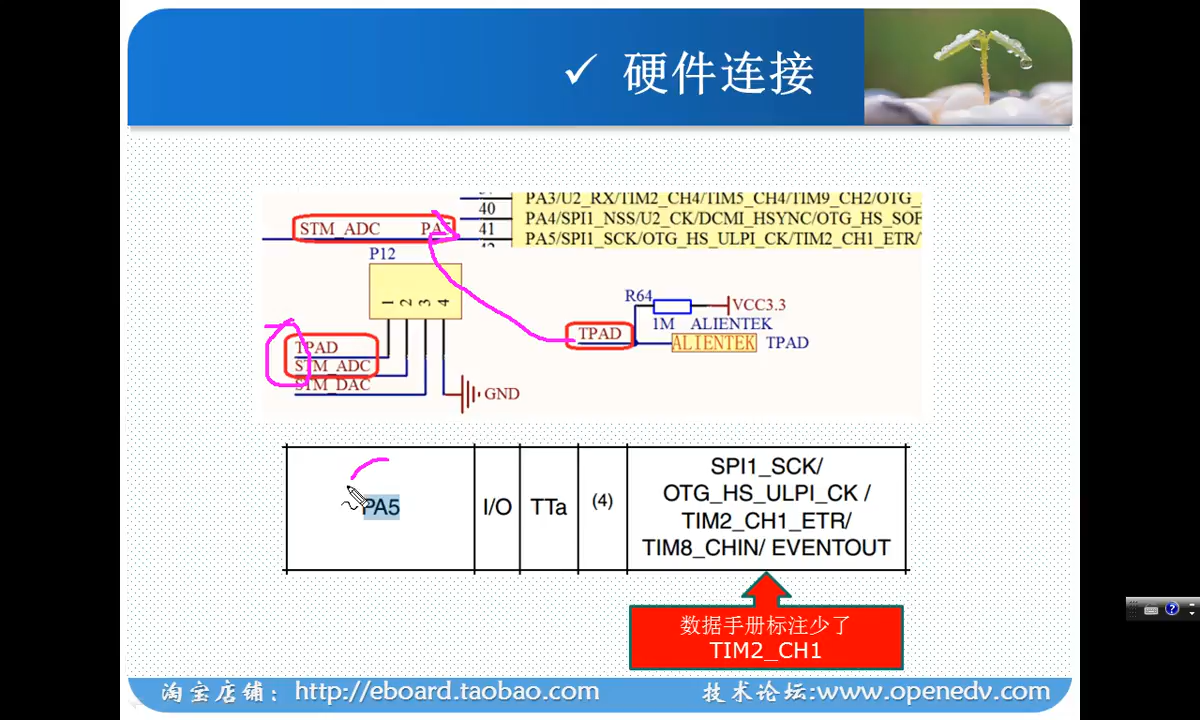 ✓ 硬件连接
PA3/U2_RX/TIM2_CH4/TIM5_CH4/TIM9_CH2/OTG_
40 PA4/SPI1_NSS/U2_CK/DCMI_HSYNC/OTG_HS_SOF
STM_ADC 41 PA5/SPI1_SCK/OTG_HS_ULPI_CK/TIM2_CH1_ETR/
P12
1 2 3 4
R64 VCC3.3
1M ALIENTEK
TPAD ALIENTEK TPAD
TPAD
STM_ADC
STM_DAC
GND
PA5 I/O TTa (4) SPI1_SCK/
OTG_HS_ULPI_CK /
TIM2_CH1_ETR/
TIM8_CHIN/ EVENTOUT
数据手册标注少了
TIM2_CH1
淘宝店铺：http://eboard.taobao.com 技术论坛:www.openedv.com